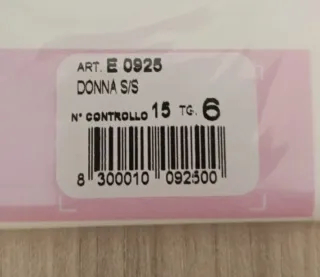 ART. E 0925
DONNA S/S
N° CONTROLLO 15 TG. 6
8 300010 092500